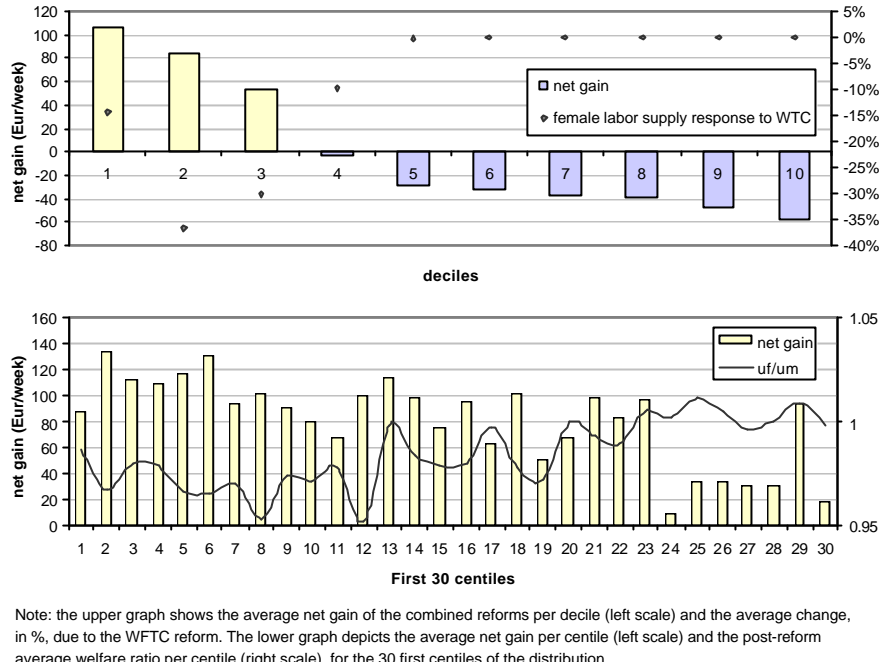 120
100
80
60
40
20
0
-20
-40
-60
-80
net gain (Eur/week)
5%
0%
-5%
-10%
-15%
-20%
-25%
-30%
-35%
-40%
net gain
female labor supply response to WTC
1 2 3 4 5 6 7 8 9 10
deciles
160
140
120
100
80
60
40
20
0
net gain (Eur/week)
1.05
1
0.95
net gain
uf/um
1 2 3 4 5 6 7 8 9 10 11 12 13 14 15 16 17 18 19 20 21 22 23 24 25 26 27 28 29 30
First 30 centiles
Note: the upper graph shows the average net gain of the combined reforms per decile (left scale) and the average change,
in %, due to the WFTC reform. The lower graph depicts the average net gain per centile (left scale) and the post-reform
average welfare ratio per centile (right scale), for the 30 first centiles of the distribution